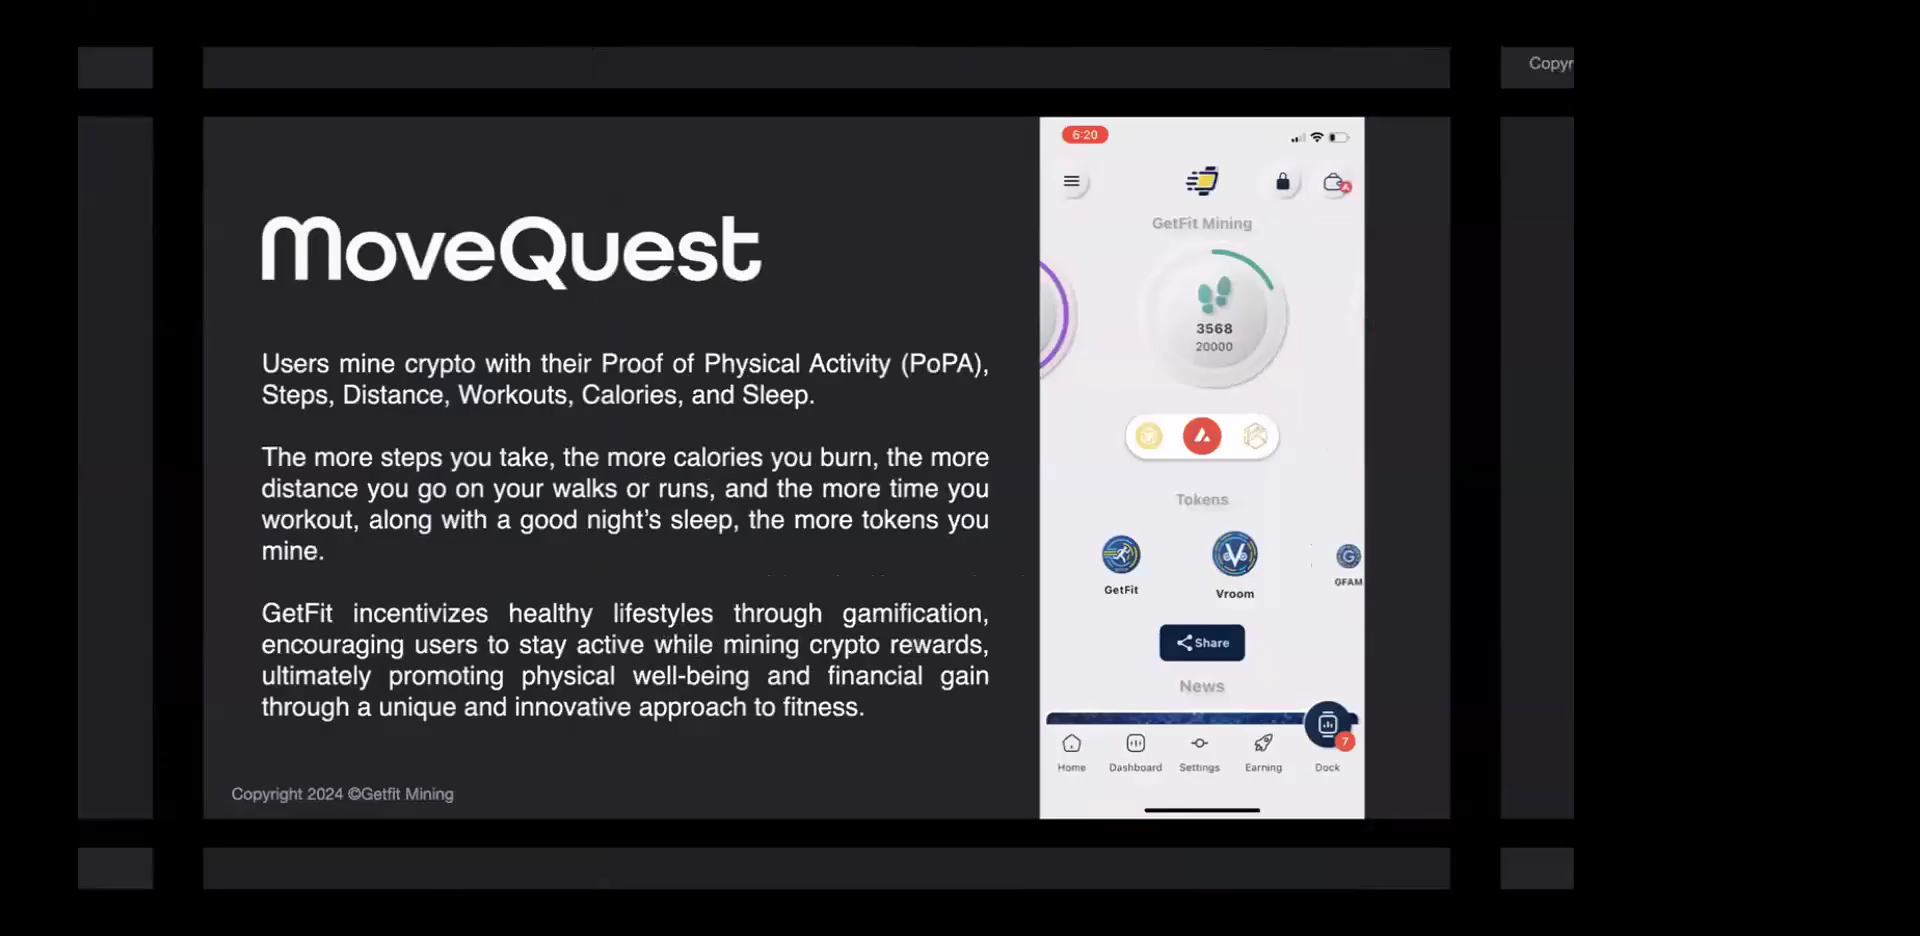 Copyr
MoveQuest
Users mine crypto with their Proof of Physical Activity (PoPA),
Steps, Distance, Workouts, Calories, and Sleep.
The more steps you take, the more calories you burn, the more
distance you go on your walks or runs, and the more time you
workout, along with a good night's sleep, the more tokens you
mine.
GetFit incentivizes healthy lifestyles through gamification,
encouraging users to stay active while mining crypto rewards,
ultimately promoting physical well-being and financial gain
through a unique and innovative approach to fitness.
Copyright 2024 ©Getfit Mining
6:20
GetFit Mining
3568
20000
Tokens
GetFit
Vroom
GFAM
Share
News
7
Home
Dashboard
Settings
Earning
Dock